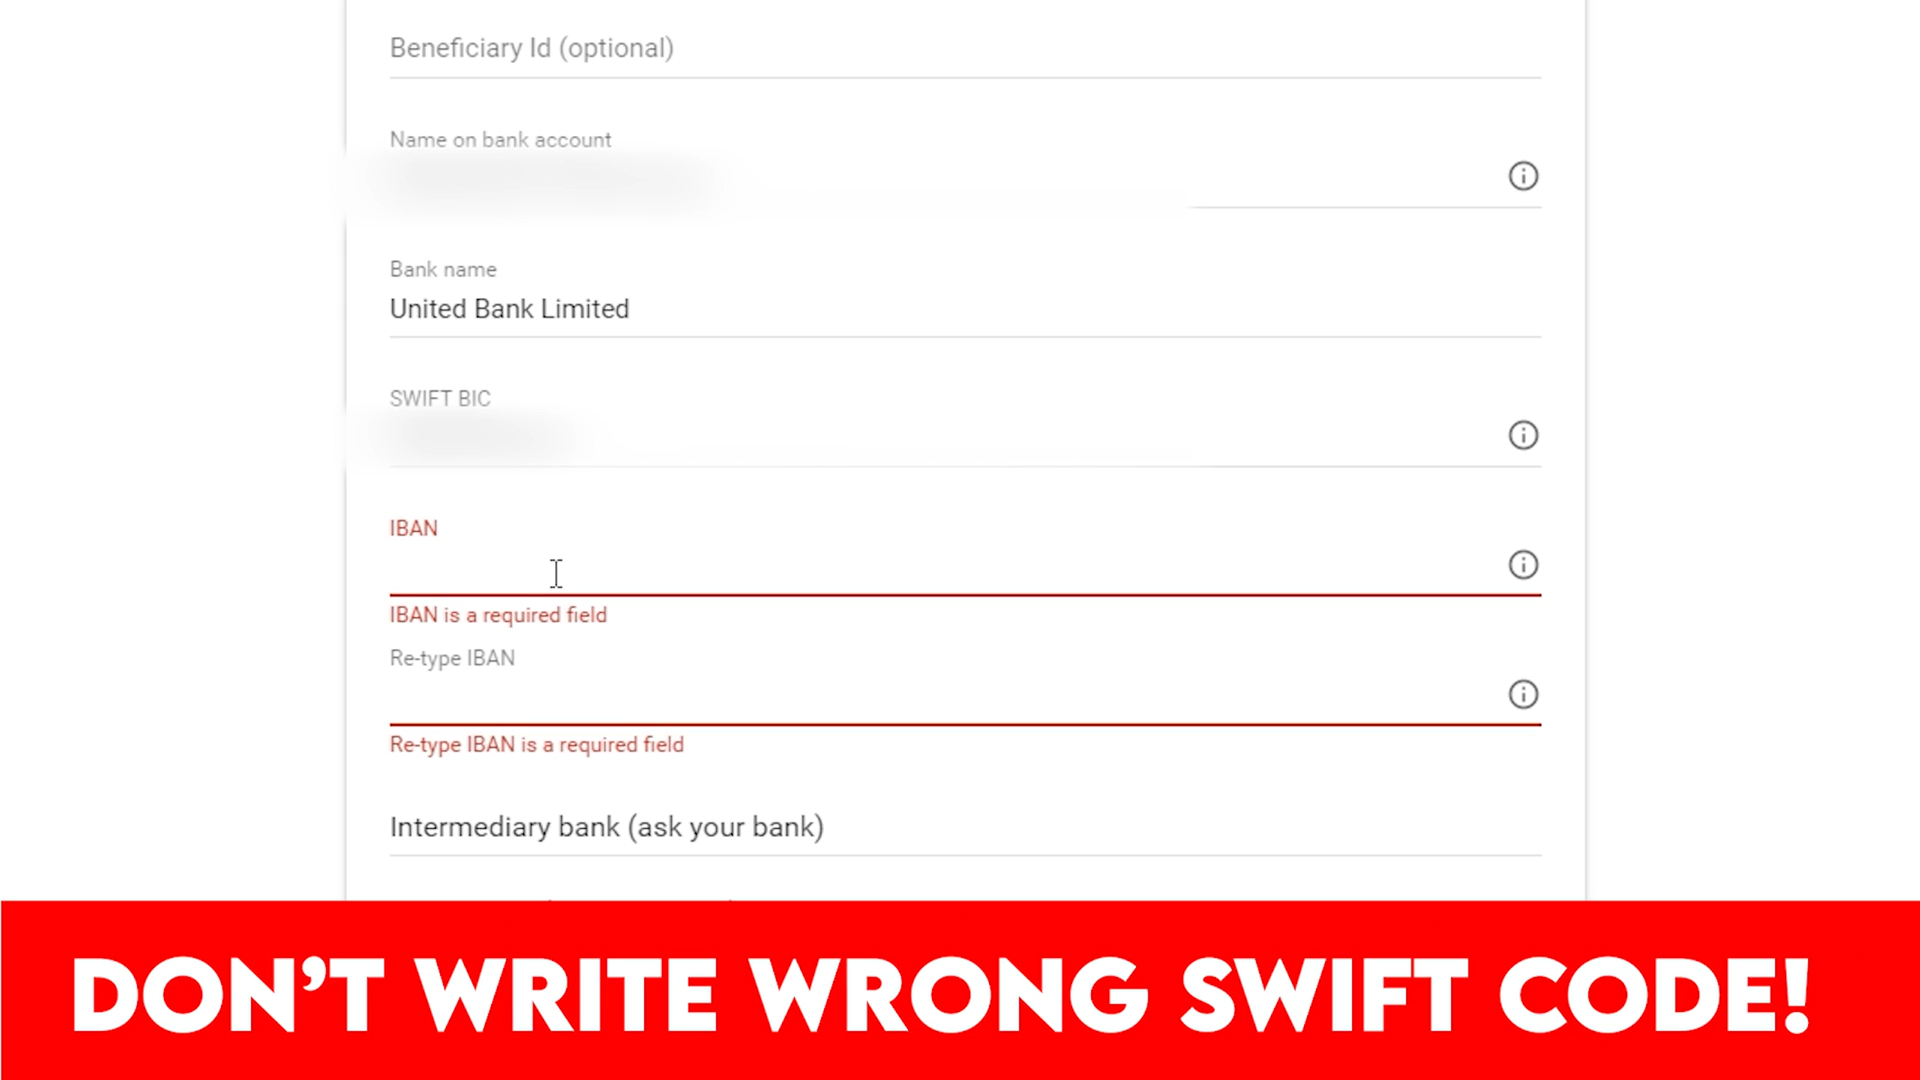 Beneficiary Id (optional)
Name on bank account
Bank name
United Bank Limited
SWIFT BIC
IBAN
IBAN is a required field
Re-type IBAN
Re-type IBAN is a required field
Intermediary bank (ask your bank)
DON'T WRITE WRONG SWIFT CODE!